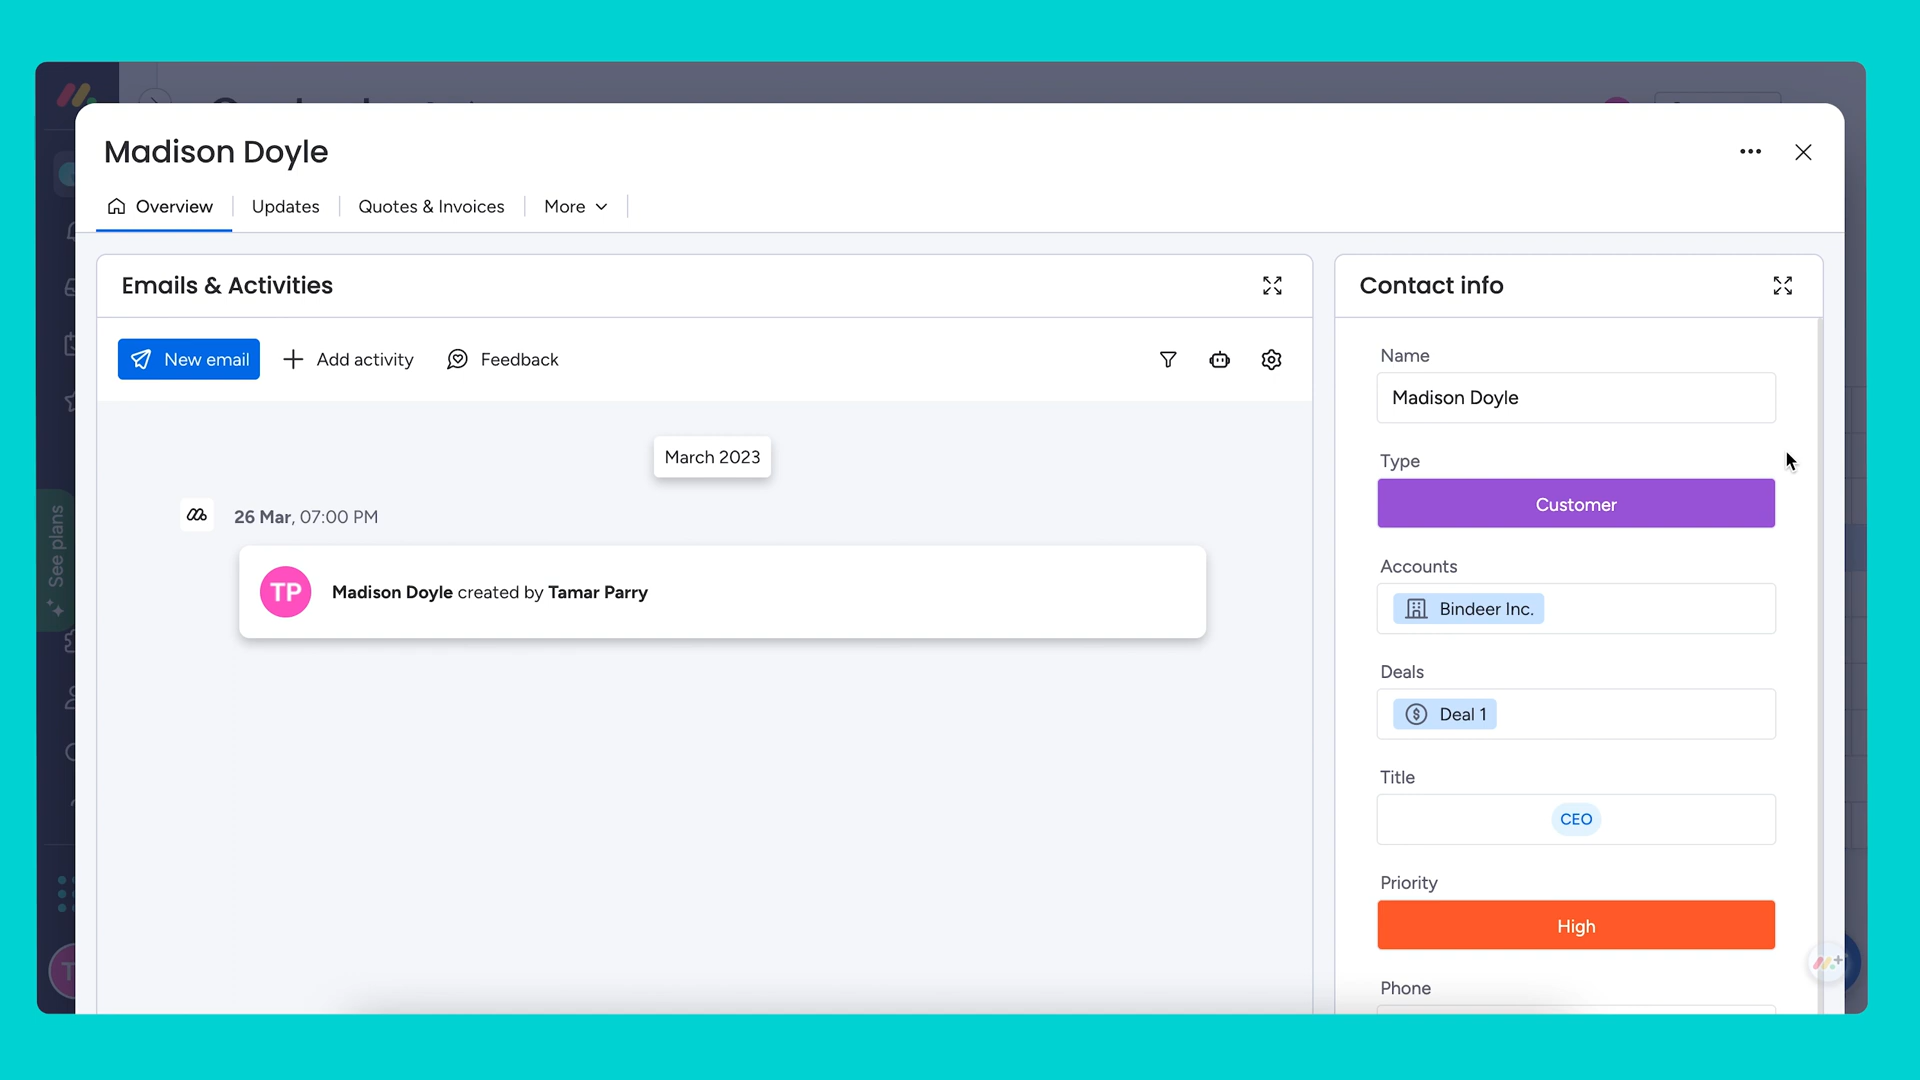 Madison Doyle
Overview
Updates
Quotes & Invoices
More
Emails & Activities
New email
Add activity
Feedback
March 2023
26 Mar, 07:00 PM
TP
Madison Doyle created by Tamar Parry
Contact info
Name
Madison Doyle
Type
Customer
Accounts
Bindeer Inc.
Deals
Deal 1
Title
CEO
Priority
High
Phone
See plans